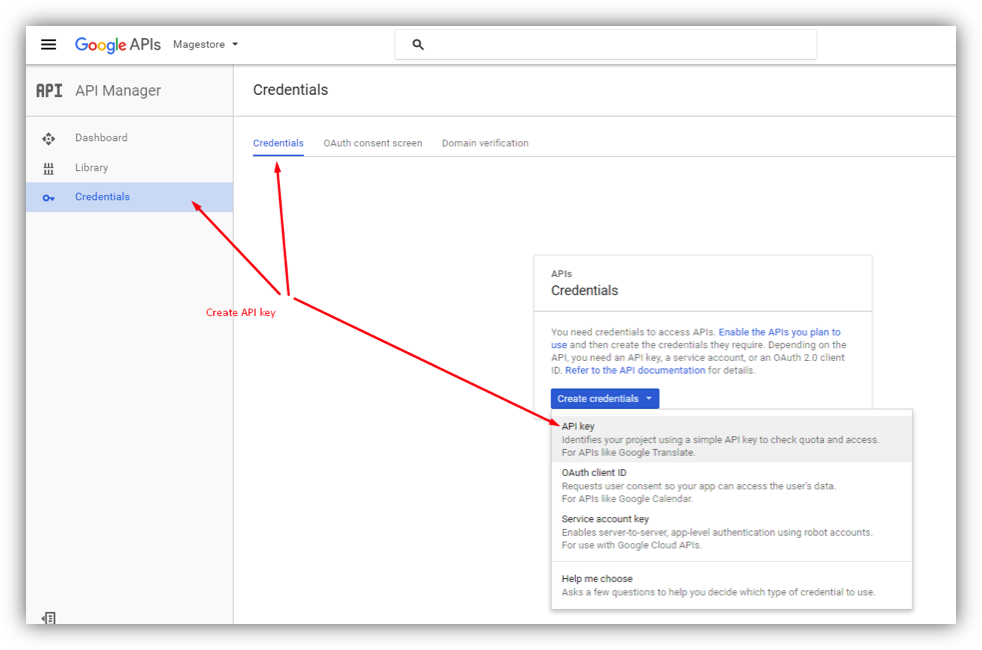 Google APIs Magestore
API API Manager
Credentials
Dashboard
Library
Credentials
Credentials OAuth consent screen Domain verification
Create API key
APIs
Credentials
You need credentials to access APIs. Enable the APIs you plan to
use and then create the credentials they require. Depending on the
API, you need an API key, a service account, or an OAuth 2.0 client
ID. Refer to the API documentation for details.
Create credentials
API key
Identifies your project using a simple API key to check quota and access.
For APIs like Google Translate.
OAuth client ID
Requests user consent so your app can access the user's data.
For APIs like Google Calendar.
Service account key
Enables server-to-server, app-level authentication using robot accounts.
For use with Google Cloud APIs.
Help me choose
Asks a few questions to help you decide which type of credential to use.